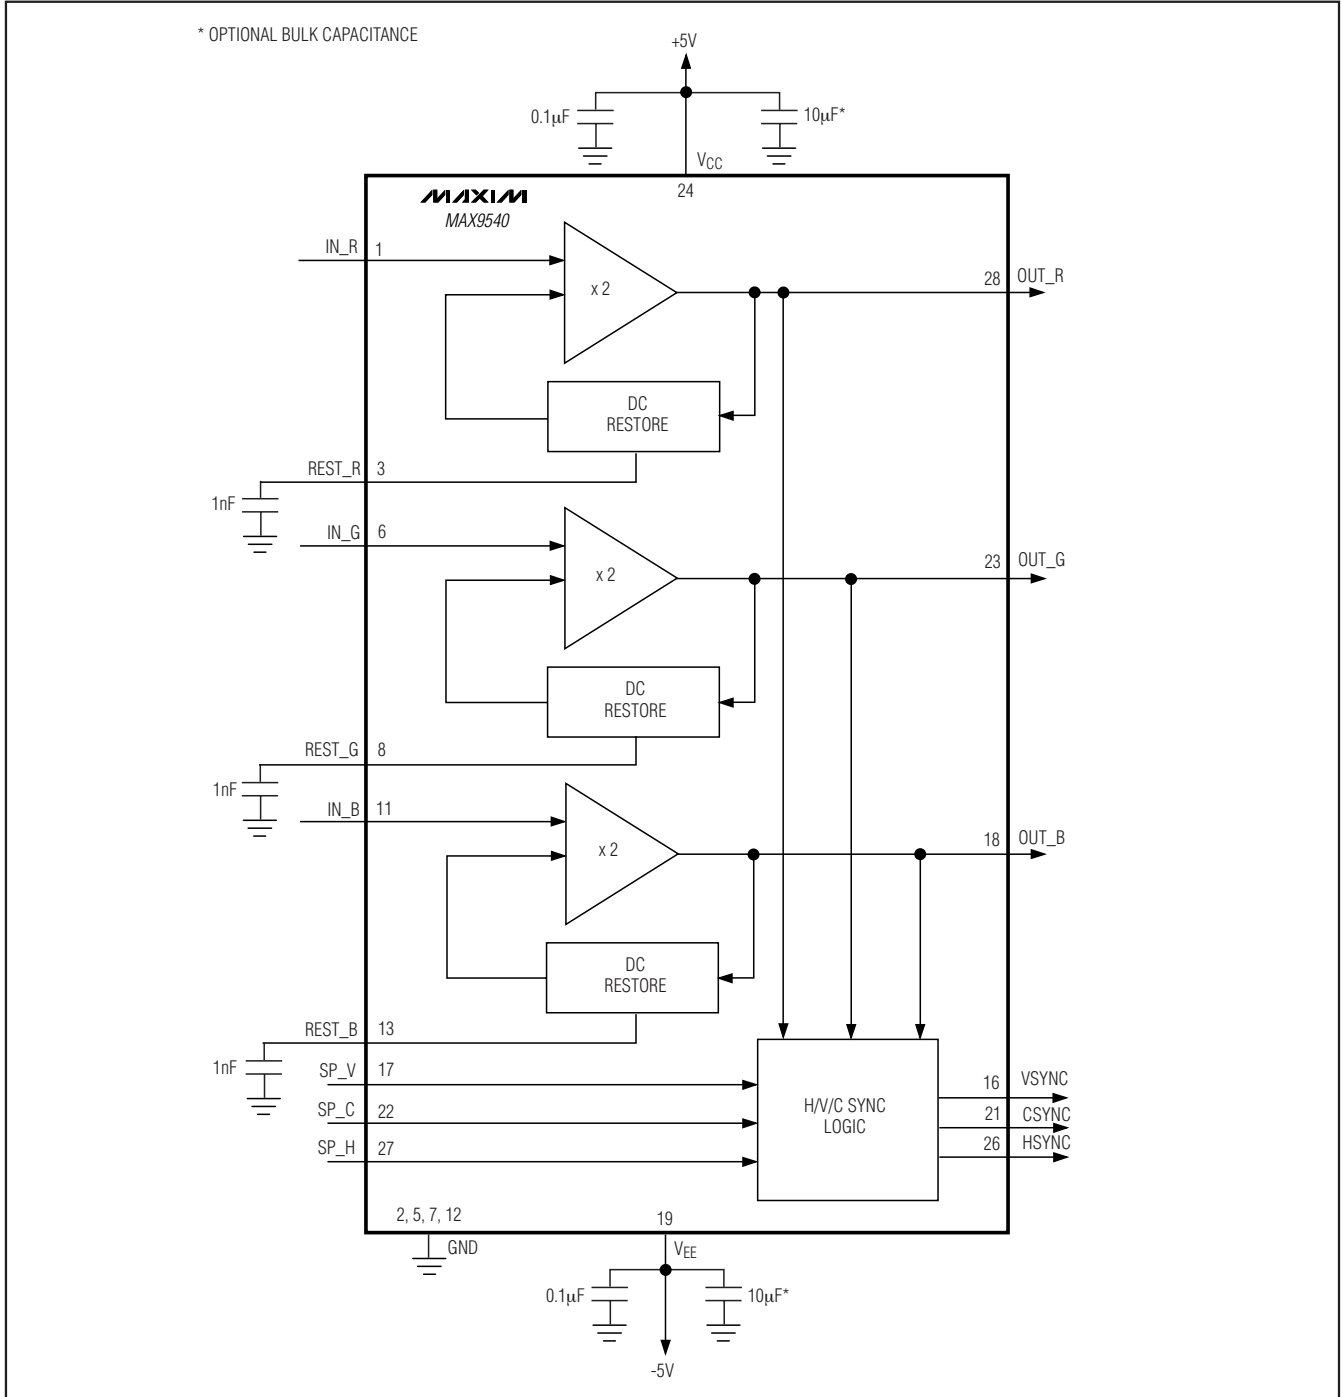 * OPTIONAL BULK CAPACITANCE
+5V
0.1µF
10µF*
VCC
24
MAXIM
MAX9540
IN_R
1
x 2
28
OUT_R
DC
RESTORE
REST_R
3
1nF
IN_G
6
x 2
23
OUT_G
DC
RESTORE
REST_G
8
1nF
IN_B
11
x 2
18
OUT_B
DC
RESTORE
REST_B
13
1nF
SP_V
17
SP_C
22
SP_H
27
H/V/C SYNC
LOGIC
16
VSYNC
21
CSYNC
26
HSYNC
2, 5, 7, 12
GND
19
VEE
0.1µF
10µF*
-5V